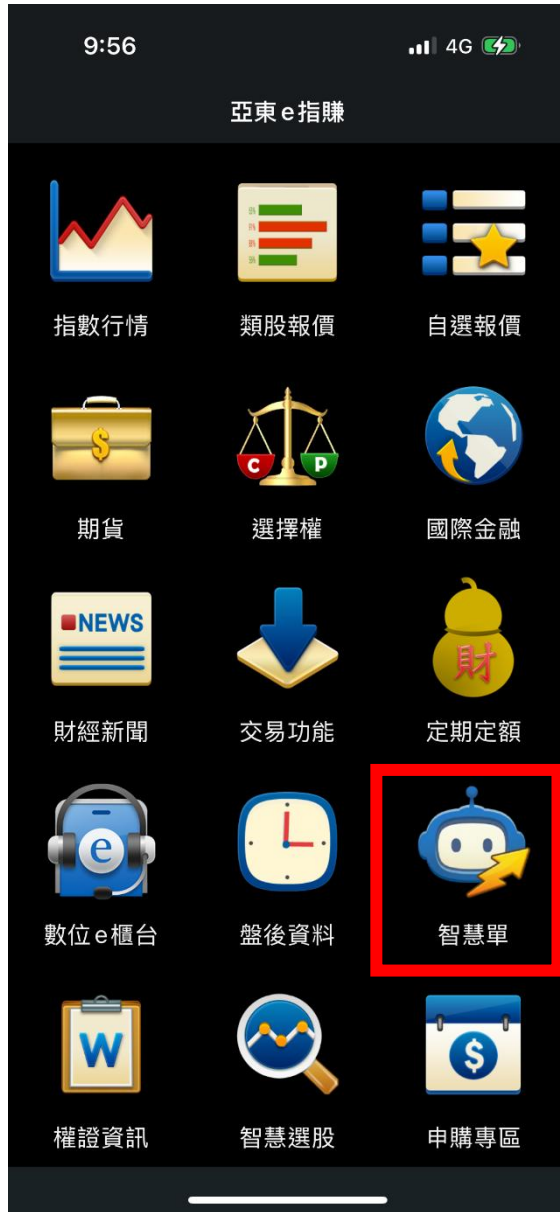 9:56 4G
亞東e指賺
指數行情 類股報價 自選報價
C P
期貨 選擇權 國際金融
NEWS 財
財經新聞 交易功能 定期定額
e
數位e櫃台 盤後資料 智慧單
W
權證資訊 智慧選股 申購專區